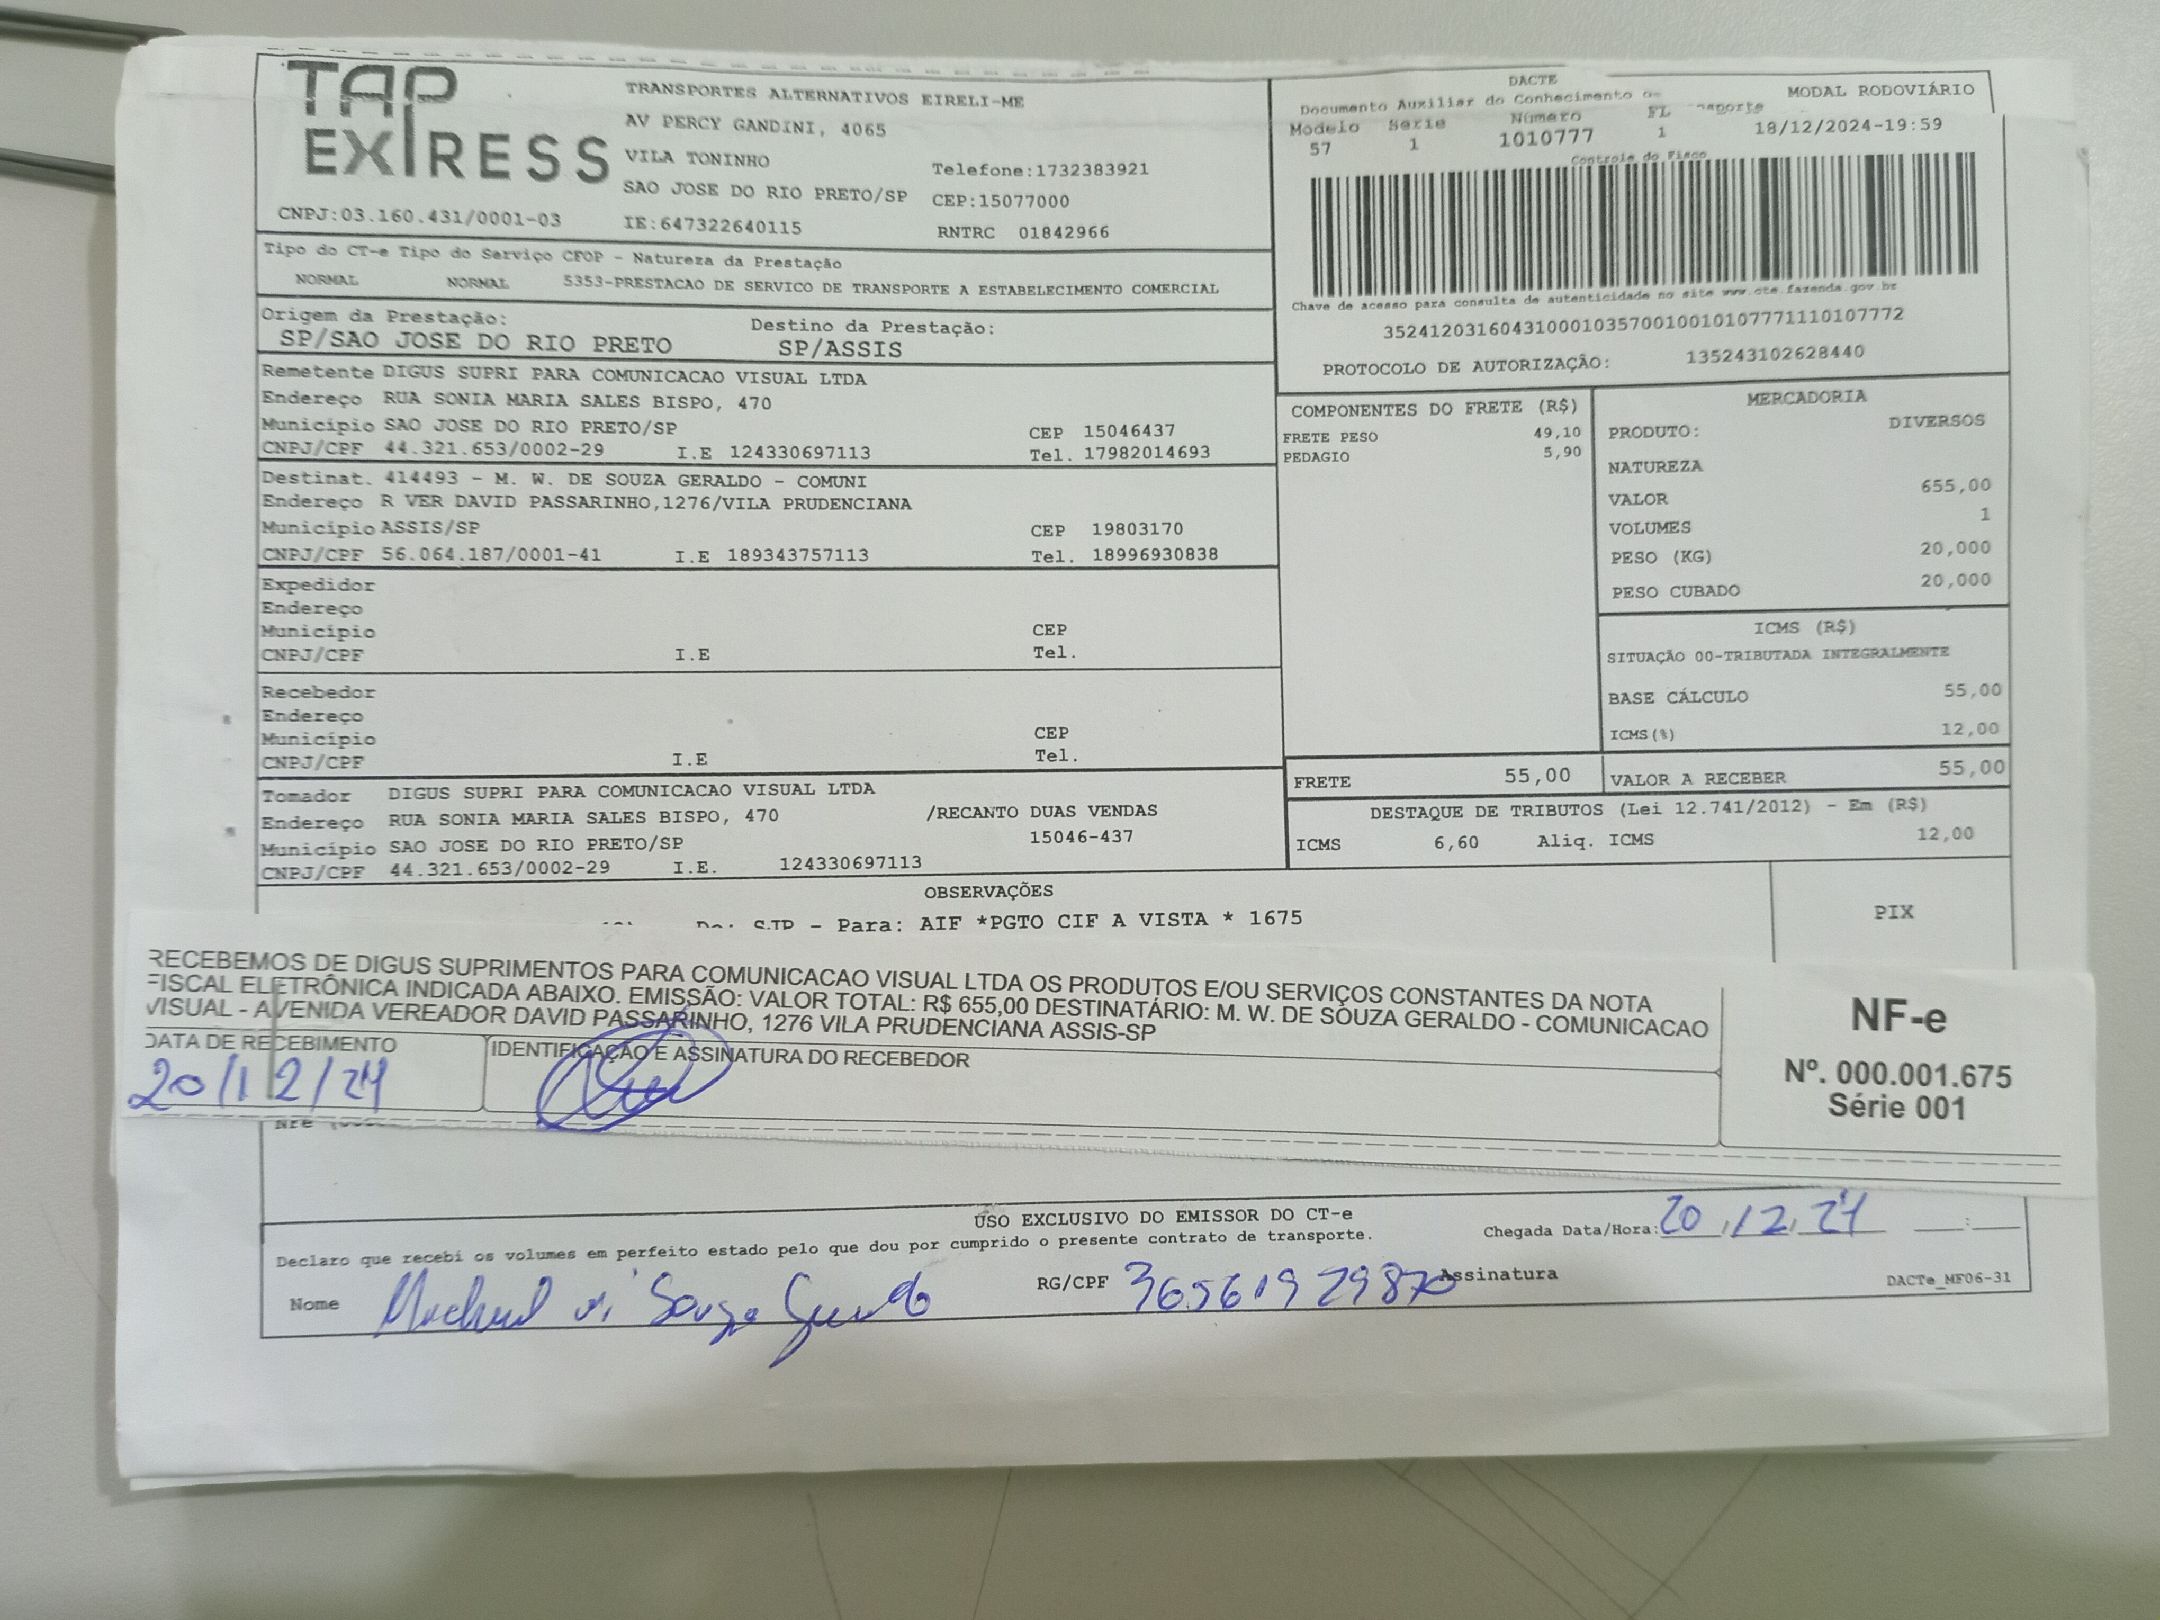 TAP
EXPRESS
TRANSPORTES ALTERNATIVOS EIRELI-ME
AV PERCY GANDINI, 4065
VILA TONINHO
Telefone:1732383921
SAO JOSE DO RIO PRETO/SP CEP:15077000
CNPJ:03.160.431/0001-03 IE:647322640115 RNTRC 01842966
DACTE
Documento Auxiliar do Conhecimento
MODAL RODOVIÁRIO
Modelo Serie Número FL
57 1 1010777 1 18/12/2024-19:59
Controle do Fisco
Chave de acesso para consulta de autenticidade no site www.cte.fazenda.gov.br
35241203160431000103570010010107771110107772
PROTOCOLO DE AUTORIZAÇÃO: 135243102628440
Tipo do CT-e Tipo do Serviço CFOP - Natureza da Prestação
NORMAL NORMAL 5353-PRESTACAO DE SERVICO DE TRANSPORTE A ESTABELECIMENTO COMERCIAL
Origem da Prestação: Destino da Prestação:
SP/SAO JOSE DO RIO PRETO SP/ASSIS
Remetente DIGUS SUPRI PARA COMUNICACAO VISUAL LTDA
Endereço RUA SONIA MARIA SALES BISPO, 470
Município SAO JOSE DO RIO PRETO/SP CEP 15046437
CNPJ/CPF 44.321.653/0002-29 I.E 124330697113 Tel. 17982014693
Destinat. 414493 - M. W. DE SOUZA GERALDO - COMUNI
Endereço R VER DAVID PASSARINHO,1276/VILA PRUDENCIANA
Município ASSIS/SP CEP 19803170
CNPJ/CPF 56.064.187/0001-41 I.E 189343757113 Tel. 18996930838
Expedidor
Endereço
Município CEP
CNPJ/CPF I.E Tel.
Recebedor
Endereço
Município CEP
CNPJ/CPF I.E Tel.
Tomador DIGUS SUPRI PARA COMUNICACAO VISUAL LTDA
Endereço RUA SONIA MARIA SALES BISPO, 470 /RECANTO DUAS VENDAS
Município SAO JOSE DO RIO PRETO/SP 15046-437
CNPJ/CPF 44.321.653/0002-29 I.E. 124330697113
COMPONENTES DO FRETE (R$)
FRETE PESO 49,10
PEDAGIO 5,90
MERCADORIA
PRODUTO: DIVERSOS
NATUREZA
VALOR 655,00
VOLUMES 1
PESO (KG) 20,000
PESO CUBADO 20,000
ICMS (R$)
SITUAÇÃO 00-TRIBUTADA INTEGRALMENTE
BASE CÁLCULO 55,00
ICMS(%) 12,00
FRETE 55,00 VALOR A RECEBER 55,00
DESTAQUE DE TRIBUTOS (Lei 12.741/2012) - Em (R$)
ICMS 6,60 Aliq. ICMS 12,00
OBSERVAÇÕES
De: SJP - Para: AIF *PGTO CIF A VISTA * 1675
PIX
RECEBEMOS DE DIGUS SUPRIMENTOS PARA COMUNICACAO VISUAL LTDA OS PRODUTOS E/OU SERVIÇOS CONSTANTES DA NOTA
FISCAL ELETRÔNICA INDICADA ABAIXO. EMISSÃO: VALOR TOTAL: R$ 655,00 DESTINATÁRIO: M. W. DE SOUZA GERALDO - COMUNICACAO
VISUAL - AVENIDA VEREADOR DAVID PASSARINHO, 1276 VILA PRUDENCIANA ASSIS-SP
DATA DE RECEBIMENTO IDENTIFICAÇÃO E ASSINATURA DO RECEBEDOR
20/12/24
NF-e
Nº. 000.001.675
Série 001
USO EXCLUSIVO DO EMISSOR DO CT-e
Declaro que recebi os volumes em perfeito estado pelo que dou por cumprido o presente contrato de transporte.
Chegada Data/Hora: 20 12 24 :
Nome Souza RG/CPF 36561929870 Assinatura
DACTe_MF06-31